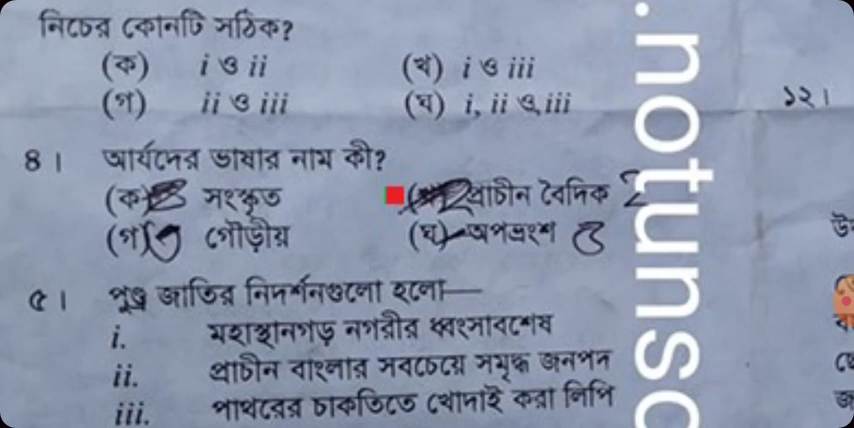 নিচের কোনটি সঠিক?
(ক) i ও ii (খ) i ও iii
(গ) ii ও iii (ঘ) i, ii ও iii
১২।
৪। আর্যদের ভাষার নাম কী?
(ক) সংস্কৃত প্রাচীন বৈদিক
(গ) গৌড়ীয় (ঘ) অপভ্রংশ
৫। পুণ্ড্র জাতির নিদর্শনগুলো হলো—
i. মহাস্থানগড় নগরীর ধ্বংসাবশেষ
ii. প্রাচীন বাংলার সবচেয়ে সমৃদ্ধ জনপদ
iii. পাথরের চাকতিতে খোদাই করা লিপি
.notunso